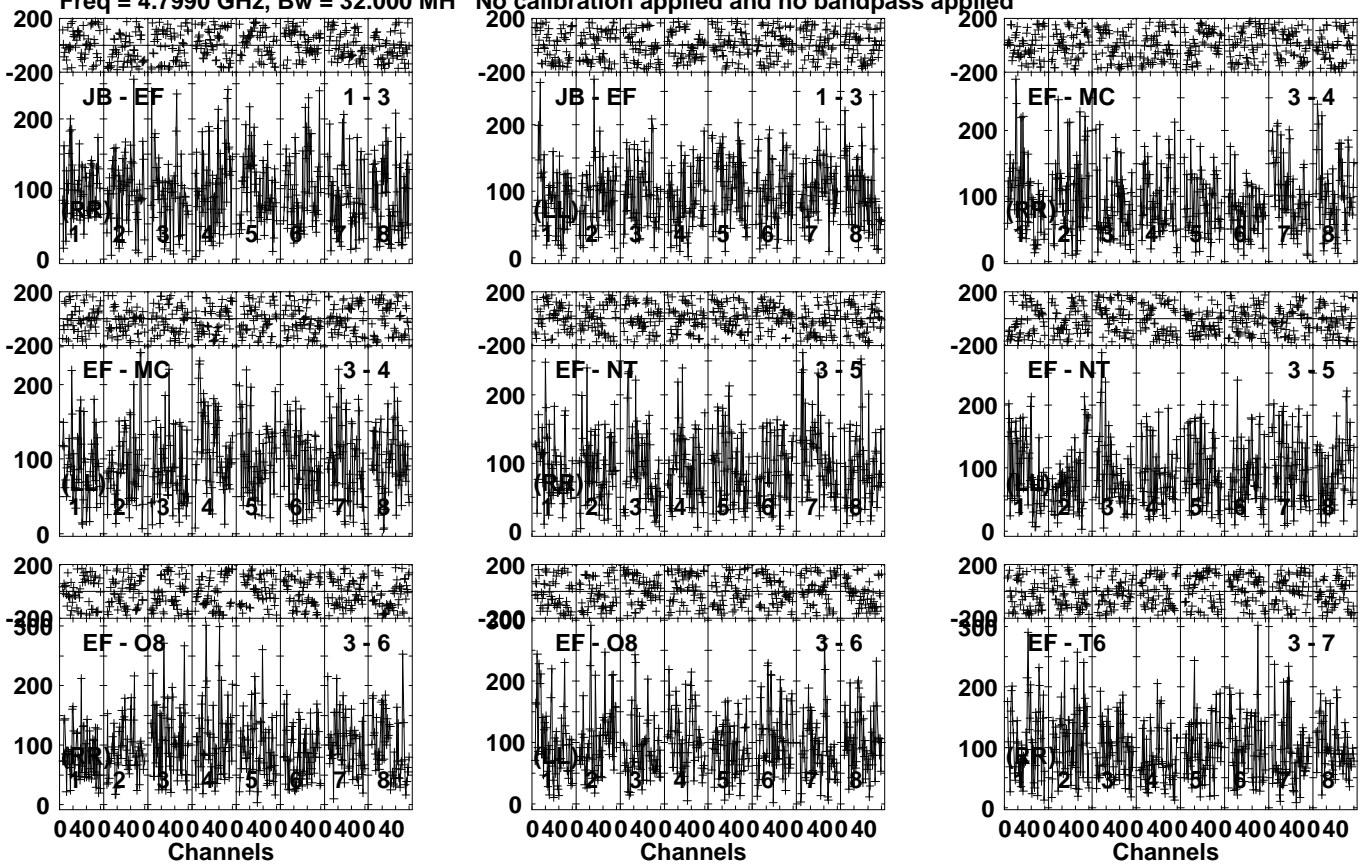 Freq = 4.7990 GHz, Bw = 32.000 MH No calibration applied and no bandpass applied
200 200 200
-200 -200 -200
JB - EF 1 - 3 JB - EF 1 - 3 EF - MC 3 - 4
200 200 200
100 100 100
(RR) (LL) (RR)
1 2 3 4 5 6 7 8 1 2 3 4 5 6 7 8 1 2 3 4 5 6 7 8
0 0 0
200 200 200
-200 -200 -200
EF - MC 3 - 4 EF - NT 3 - 5 EF - NT 3 - 5
200 200 200
100 100 100
(LL) (RR) (LL)
1 2 3 4 5 6 7 8 1 2 3 4 5 6 7 8 1 2 3 4 5 6 7 8
0 0 0
200 200 200
-200 -200 -200
300 300 300
EF - O8 3 - 6 EF - O8 3 - 6 EF - T6 3 - 7
200 200 200
100 100 100
(RR) (LL) (RR)
1 2 3 4 5 6 7 8 1 2 3 4 5 6 7 8 1 2 3 4 5 6 7 8
0 0 0
0 40 0 40 0 40 0 40 0 40 0 40 0 40 0 40 0 40 0 40 0 40 0 40 0 40 0 40 0 40 0 40 0 40 0 40 0 40 0 40 0 40 0 40 0 40 0 40
Channels Channels Channels